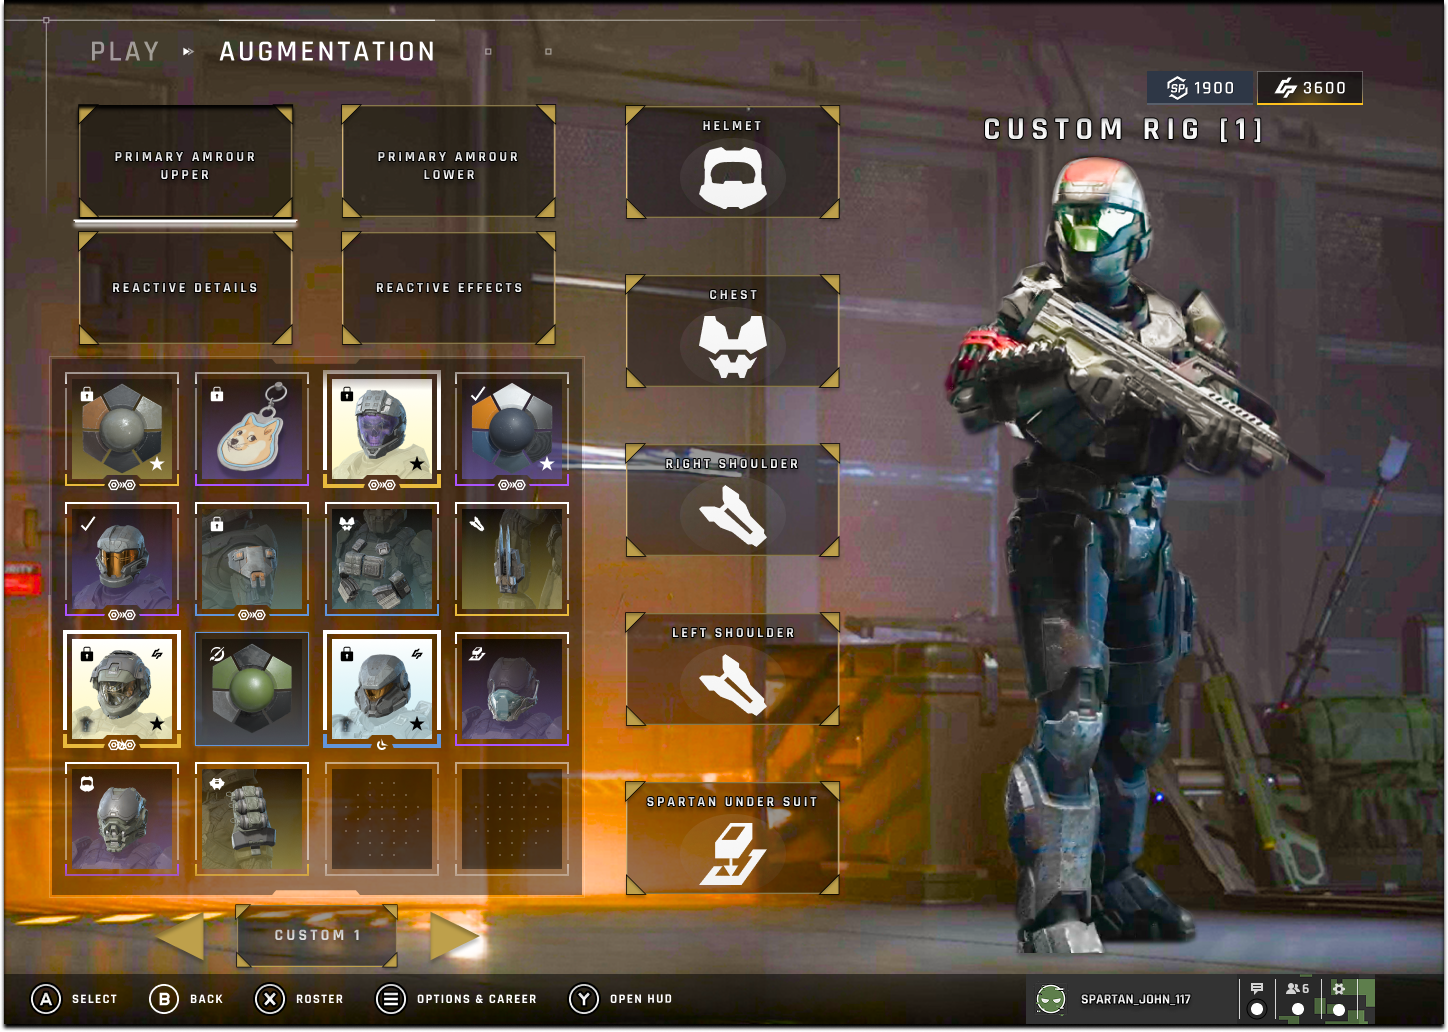 PLAY AUGMENTATION
SP 1900 3600
CUSTOM RIG [1]
PRIMARY AMROUR
UPPER
PRIMARY AMROUR
LOWER
REACTIVE DETAILS
REACTIVE EFFECTS
HELMET
CHEST
RIGHT SHOULDER
LEFT SHOULDER
SPARTAN UNDER SUIT
CUSTOM 1
A SELECT B BACK X ROSTER OPTIONS & CAREER Y OPEN HUD
SPARTAN_JOHN_117 6